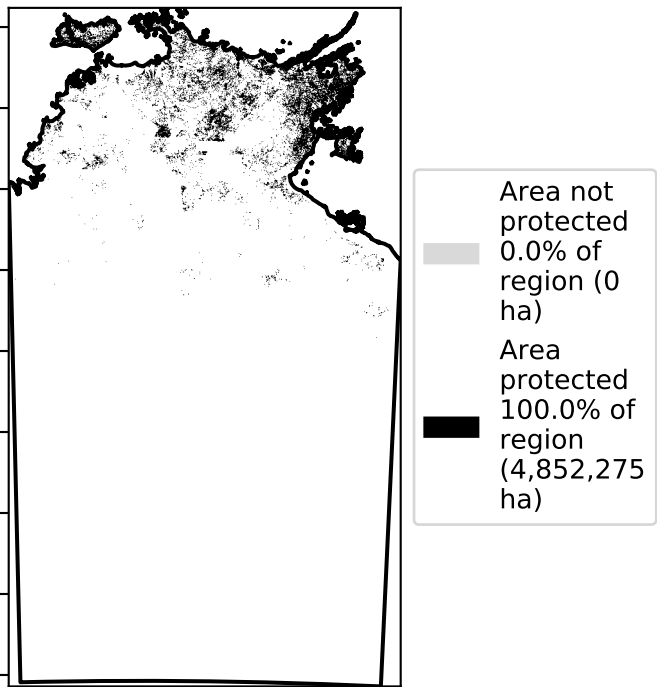 Area not
protected
0.0% of
region (0
ha)
Area
protected
100.0% of
region
(4,852,275
ha)